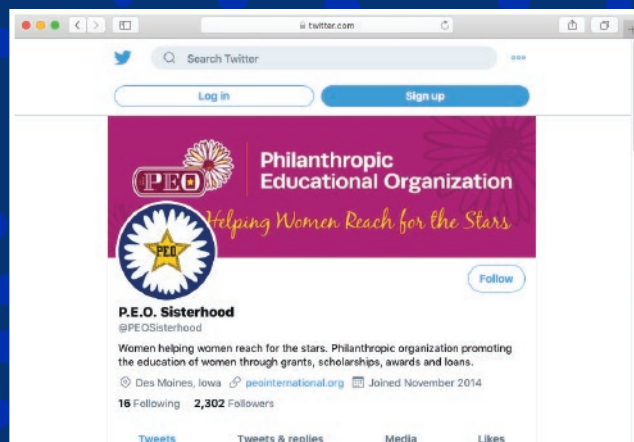 twitter.com
Search Twitter
Log in
Sign up
PEO
Philanthropic
Educational Organization
Helping Women Reach for the Stars
PEO
Follow
P.E.O. Sisterhood
@PEOSisterhood
Women helping women reach for the stars. Philanthropic organization promoting
the education of women through grants, scholarships, awards and loans.
Des Moines, Iowa peointernational.org Joined November 2014
16 Following 2,302 Followers
Tweets Tweets & replies Media Likes